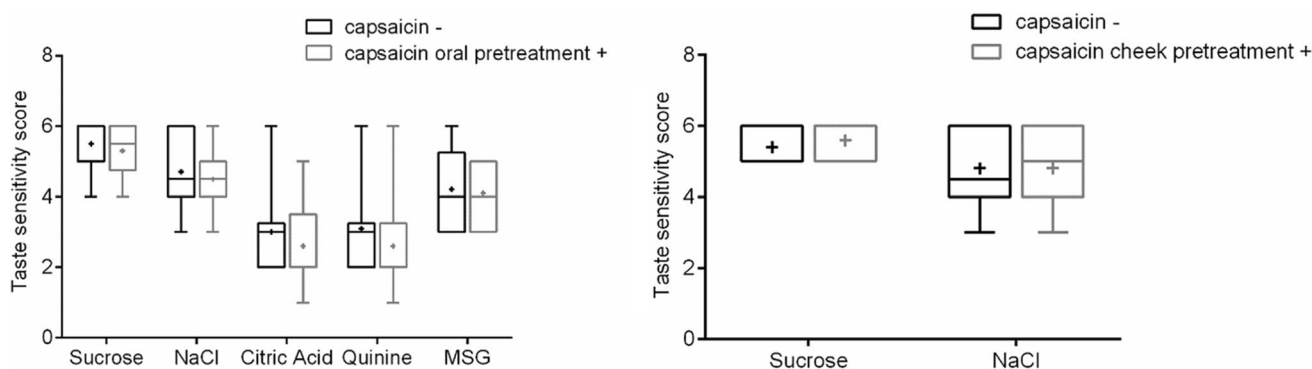 capsaicin -
capsaicin oral pretreatment +
Taste sensitivity score
8
6
4
2
0
Sucrose NaCl Citric Acid Quinine MSG
capsaicin -
capsaicin cheek pretreatment +
Taste sensitivity score
8
6
4
2
0
Sucrose NaCl